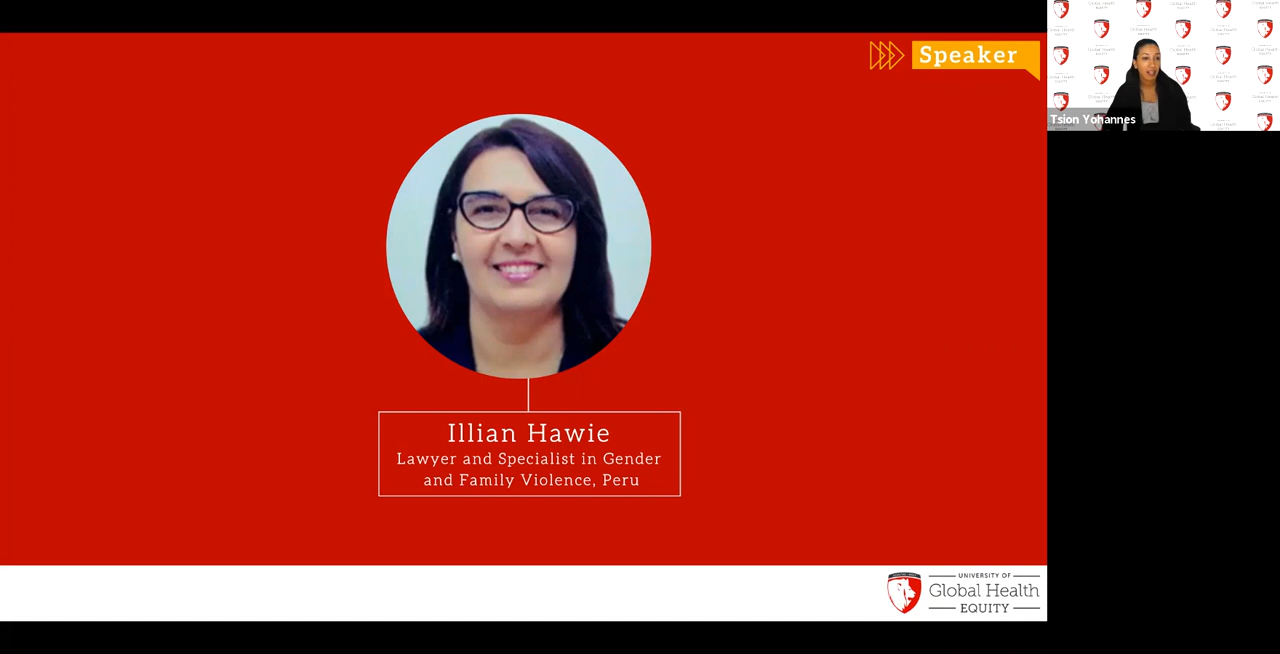 Speaker
Tsion Yohannes
Illian Hawie
Lawyer and Specialist in Gender
and Family Violence, Peru
UNIVERSITY OF
Global Health
EQUITY